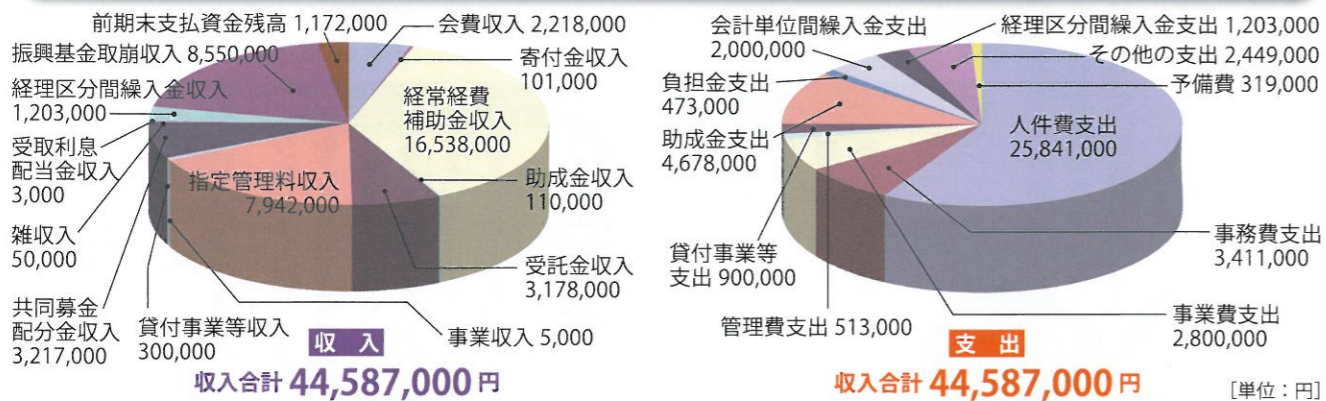 前期末支払資金残高 1,172,000
会費収入 2,218,000
振興基金取崩収入 8,550,000
寄付金収入
101,000
経理区分間繰入金収入
1,203,000
経常経費
補助金収入
16,538,000
受取利息
配当金収入
3,000
指定管理料収入
7,942,000
助成金収入
110,000
雑収入
50,000
受託金収入
3,178,000
共同募金
配分金収入
3,217,000
貸付事業等収入
300,000
事業収入 5,000
収 入
収入合計 44,587,000 円
会計単位間繰入金支出
2,000,000
経理区分間繰入金支出 1,203,000
その他の支出 2,449,000
予備費 319,000
負担金支出
473,000
人件費支出
25,841,000
助成金支出
4,678,000
貸付事業等
支出 900,000
事務費支出
3,411,000
管理費支出 513,000
事業費支出
2,800,000
支 出
収入合計 44,587,000 円
[単位：円]